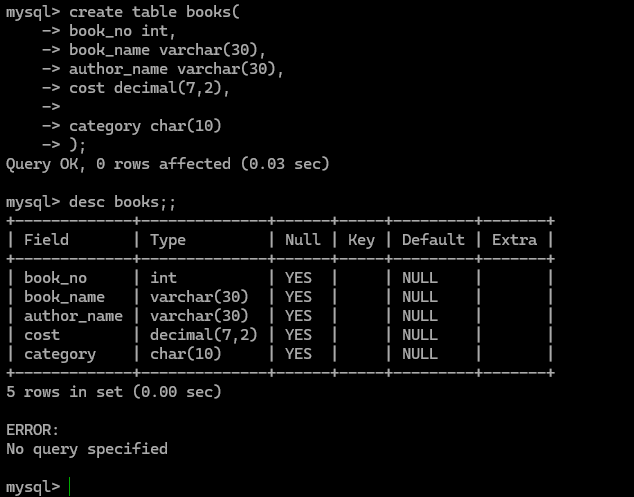 mysql> create table books(
    -> book_no int,
    -> book_name varchar(30),
    -> author_name varchar(30),
    -> cost decimal(7,2),
    ->
    -> category char(10)
    -> );
Query OK, 0 rows affected (0.03 sec)

mysql> desc books;;
+-------------+--------------+------+-----+---------+-------+
| Field       | Type         | Null | Key | Default | Extra |
+-------------+--------------+------+-----+---------+-------+
| book_no     | int          | YES  |     | NULL    |       |
| book_name   | varchar(30)  | YES  |     | NULL    |       |
| author_name | varchar(30)  | YES  |     | NULL    |       |
| cost        | decimal(7,2) | YES  |     | NULL    |       |
| category    | char(10)     | YES  |     | NULL    |       |
+-------------+--------------+------+-----+---------+-------+
5 rows in set (0.00 sec)

ERROR:
No query specified

mysql>